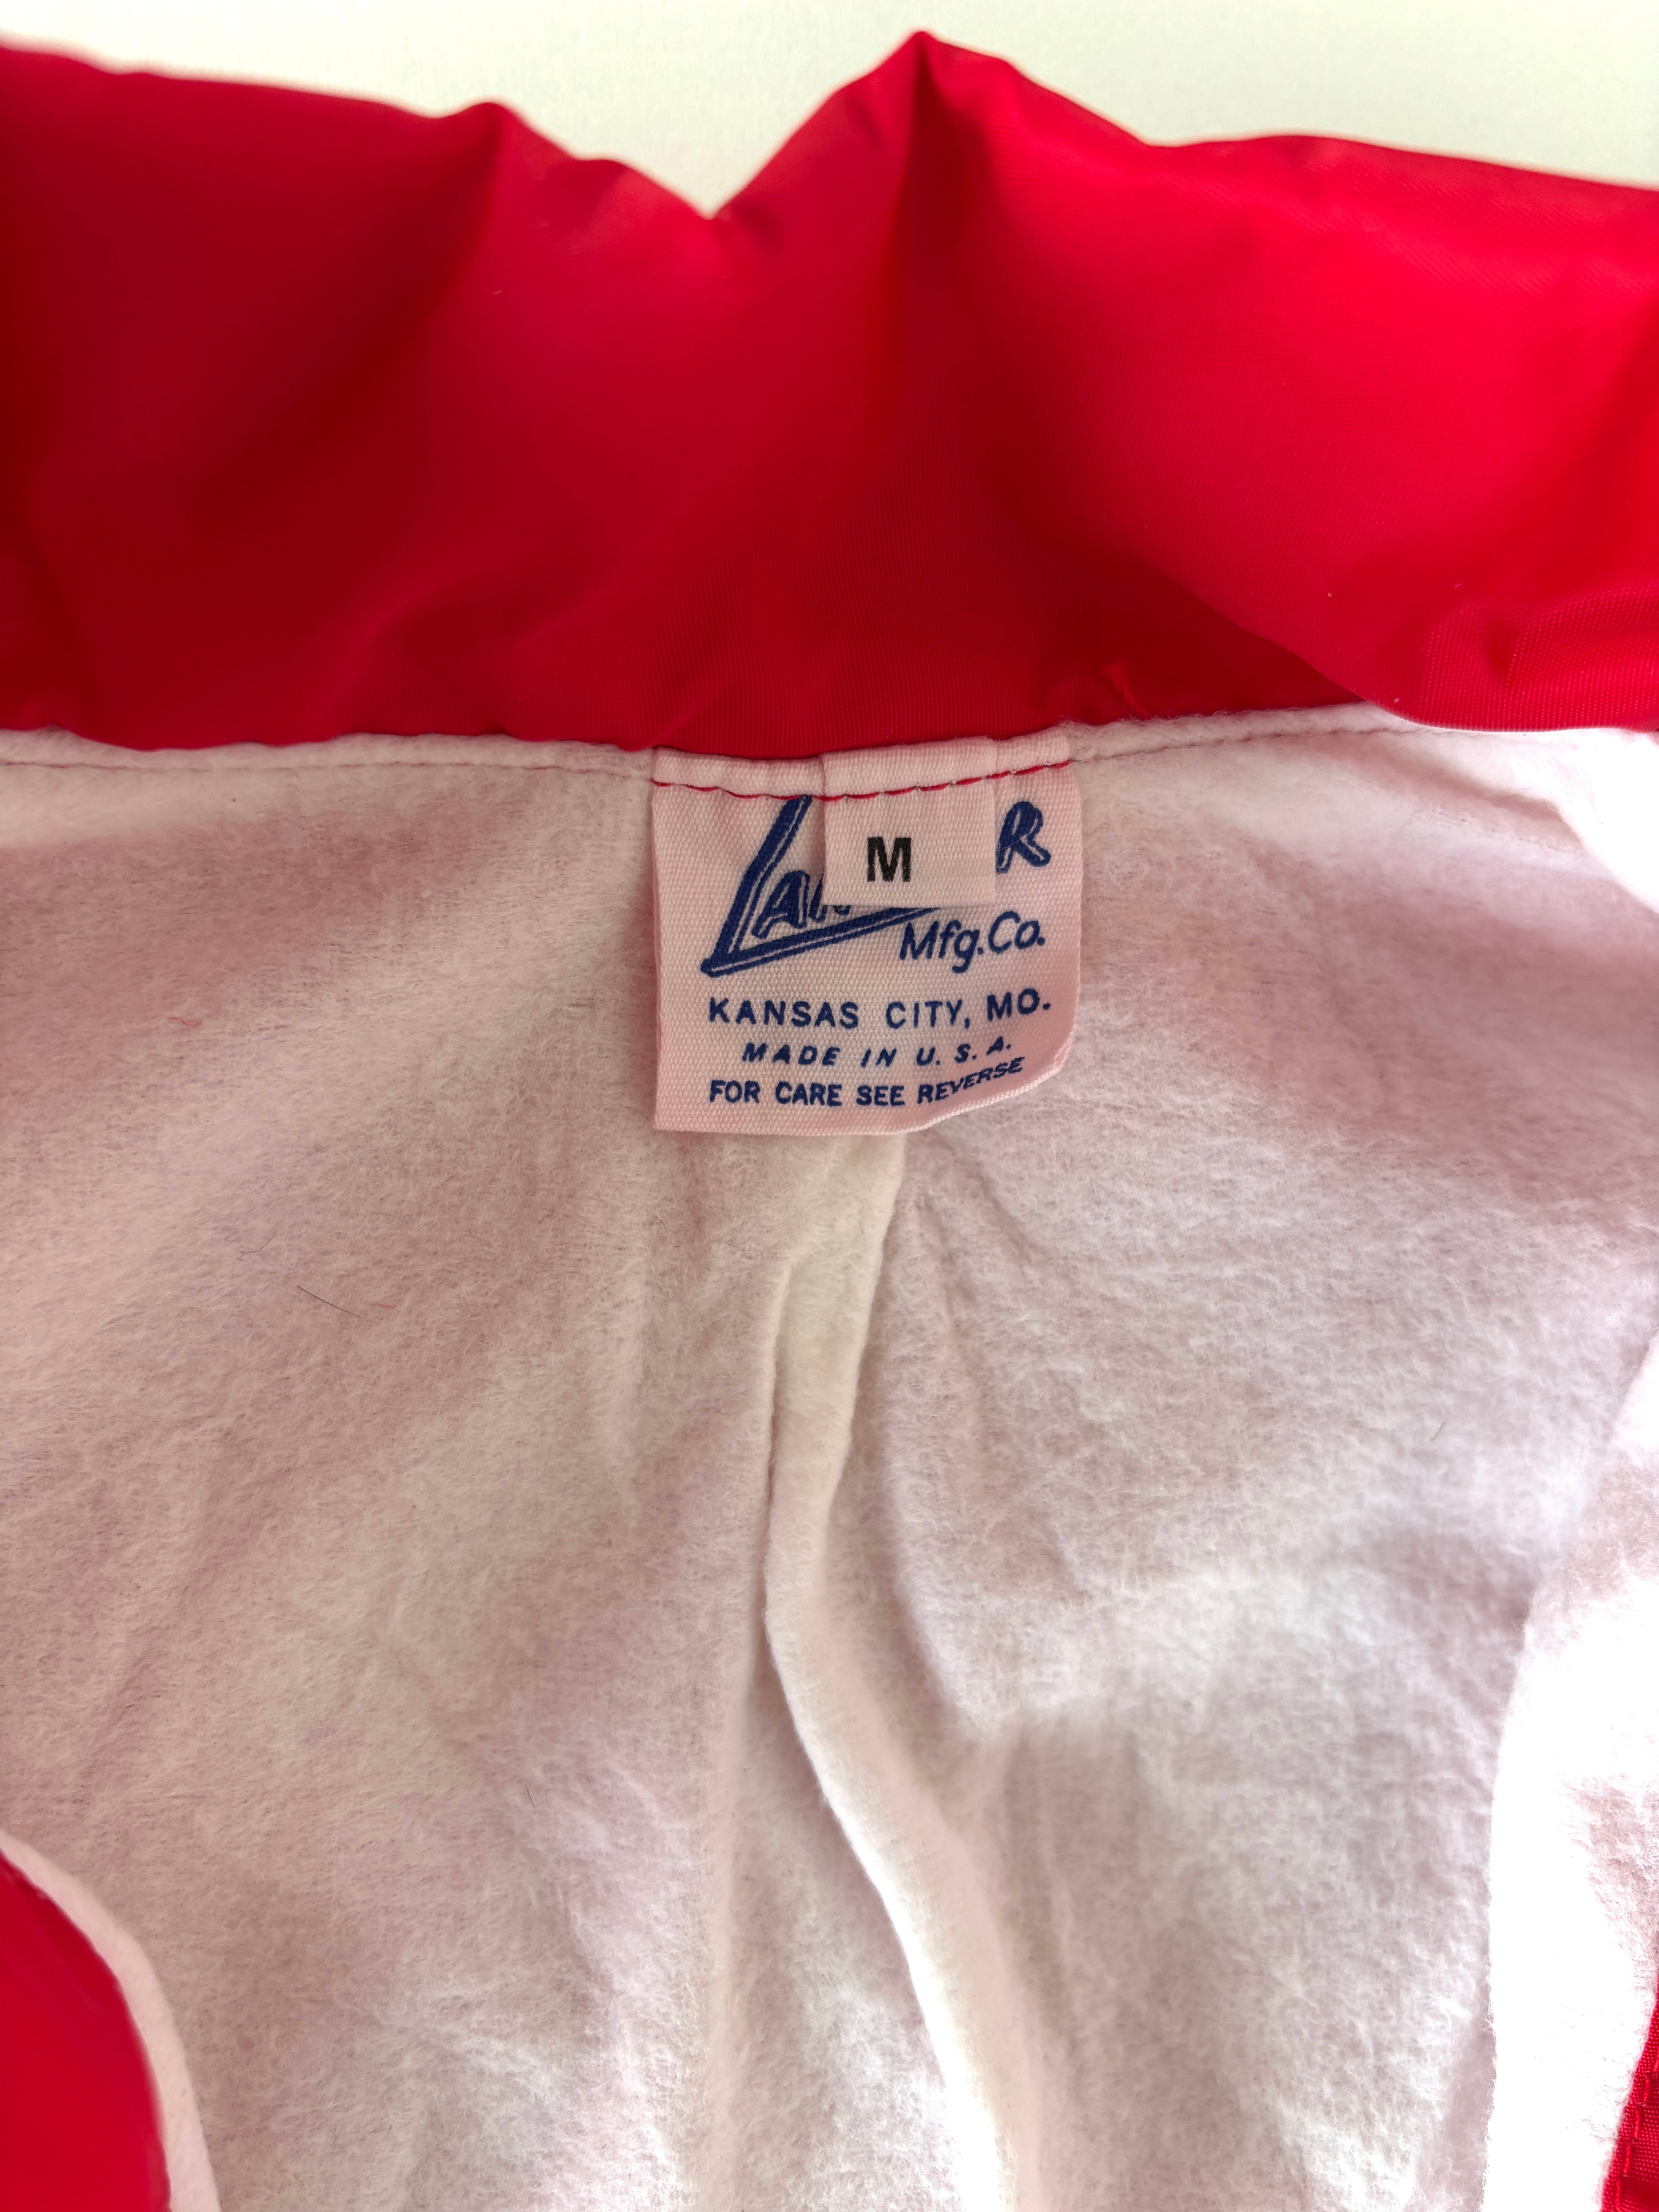 M
Mfg.Co.
KANSAS CITY, MO.
MADE IN U.S.A.
FOR CARE SEE REVERSE